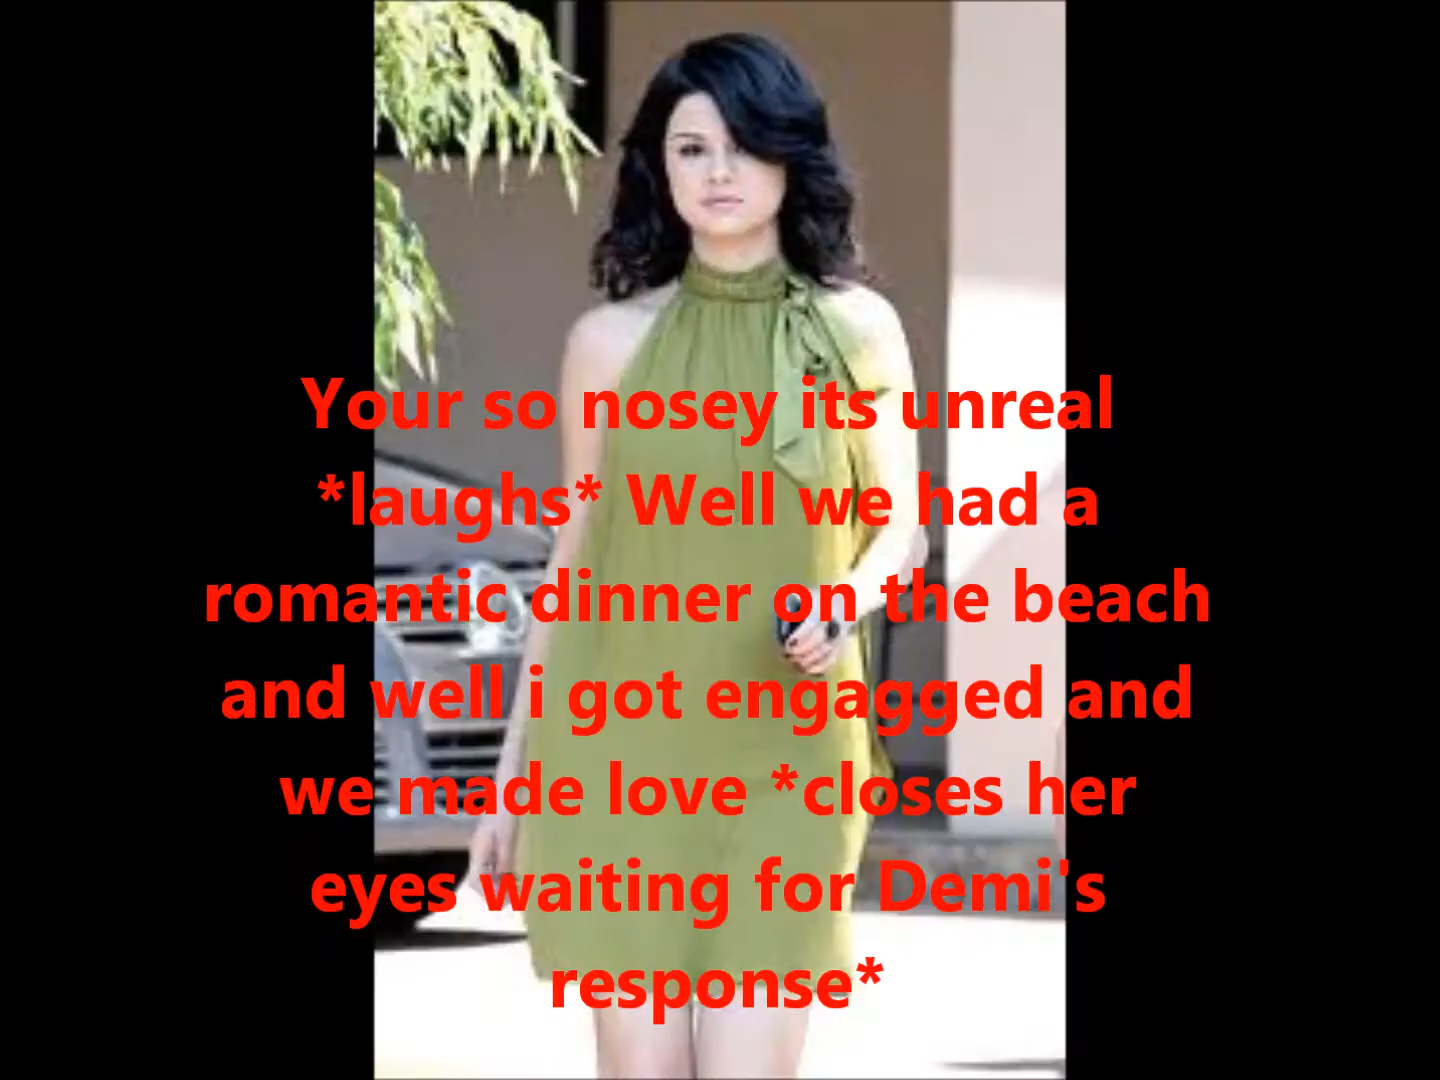 Your so nosey its unreal
*laughs* Well we had a
romantic dinner on the beach
and well i got engagged and
we made love *closes her
eyes waiting for Demi's
response*